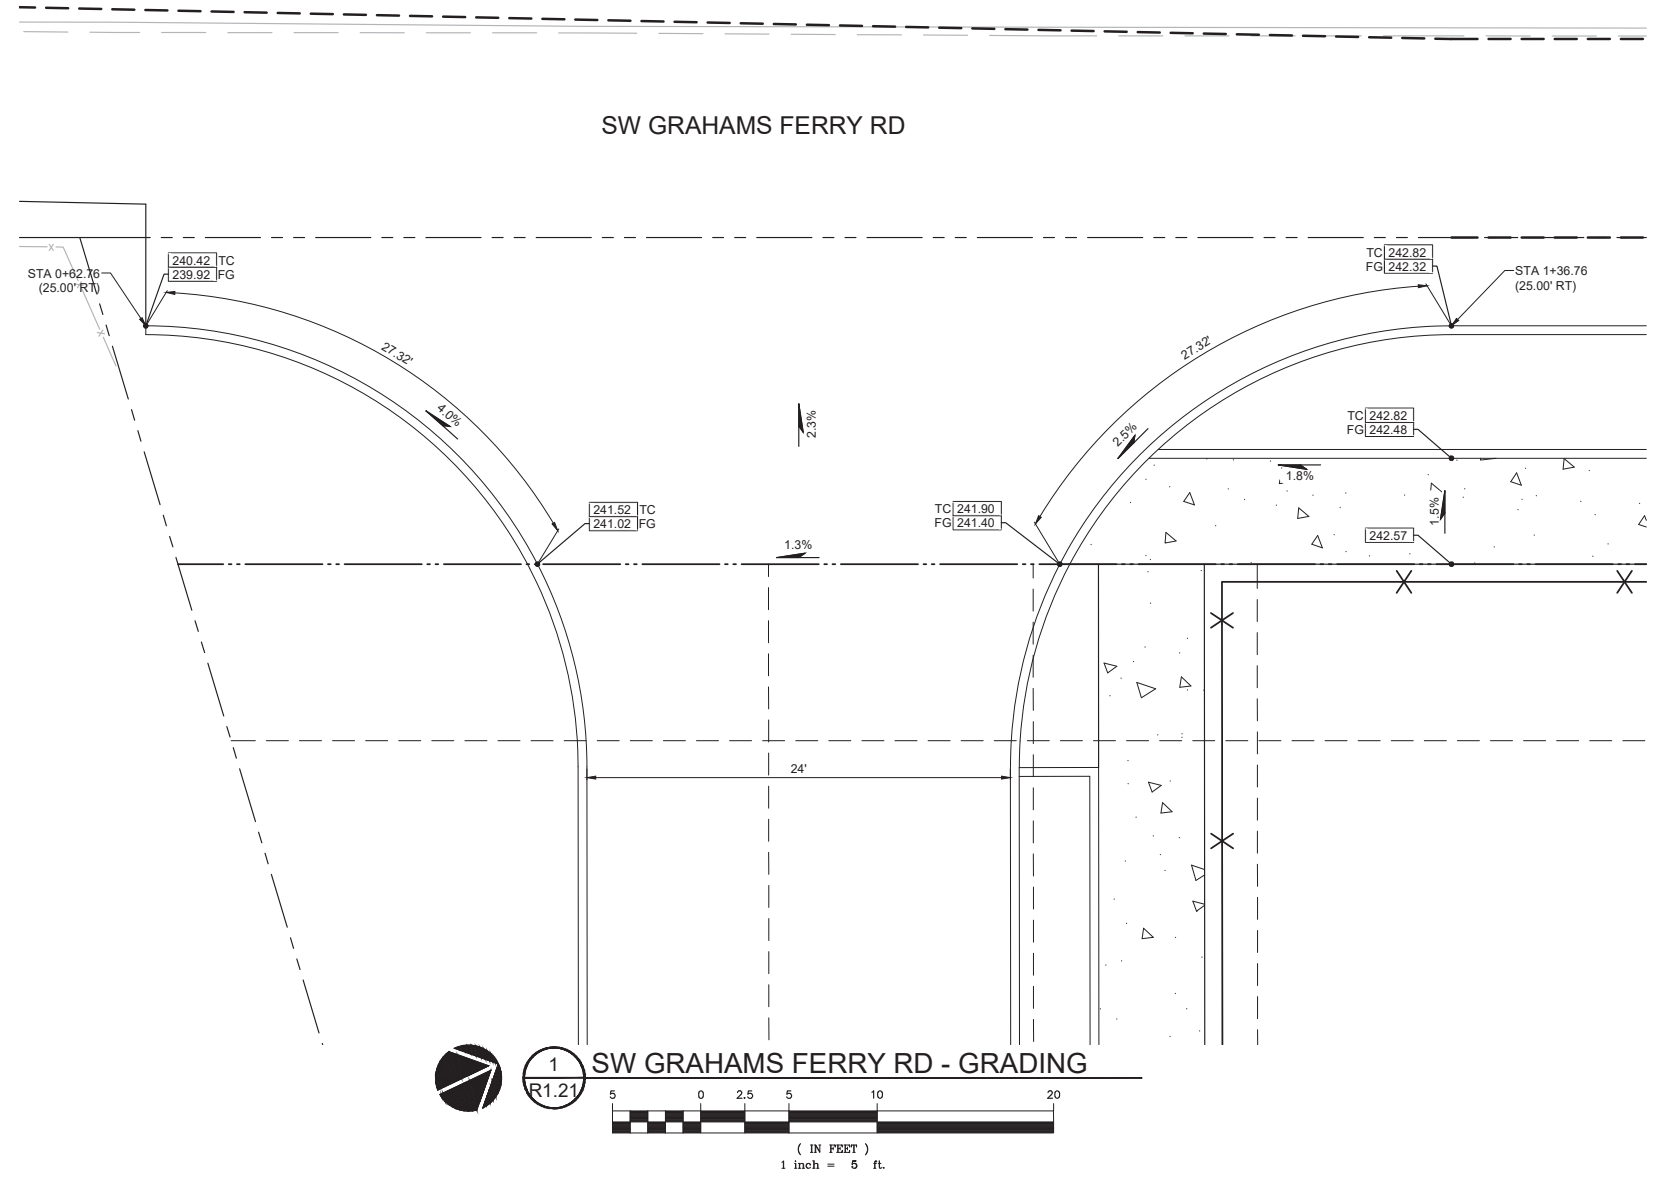 SW GRAHAMS FERRY RD
TC 242.82
FG 242.32
240.42 TC
239.92 FG
STA 0+62.76
(25.00' RT)
STA 1+36.76
(25.00' RT)
27.32'
27.32'
4.0%
2.3%
2.5%
TC 242.82
FG 242.48
1.8%
1.5%
241.52 TC
241.02 FG
TC 241.90
FG 241.40
242.57
1.3%
24'
1
R1.21
SW GRAHAMS FERRY RD - GRADING
5 0 2.5 5 10 20
( IN FEET )
1 inch = 5 ft.